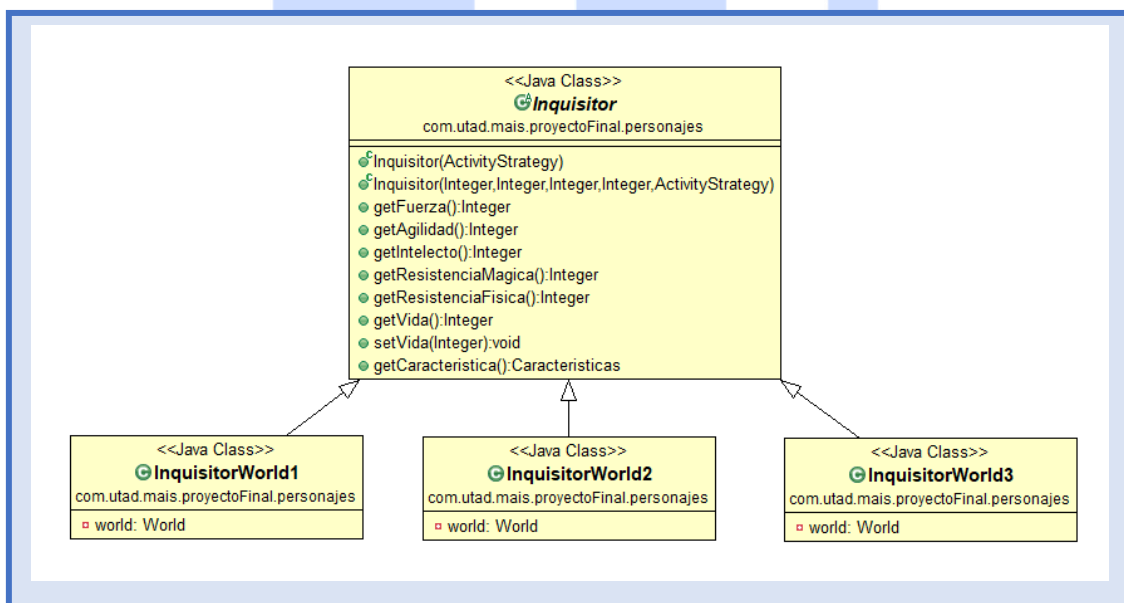 <<Java Class>>
Inquisitor
com.utad.mais.proyectoFinal.personajes
Inquisitor(ActivityStrategy)
Inquisitor(Integer,Integer,Integer,Integer,ActivityStrategy)
getFuerza():Integer
getAgilidad():Integer
getIntelecto():Integer
getResistenciaMagica():Integer
getResistenciaFisica():Integer
getVida():Integer
setVida(Integer):void
getCaracteristica():Caracteristicas
<<Java Class>>
InquisitorWorld1
com.utad.mais.proyectoFinal.personajes
world: World
<<Java Class>>
InquisitorWorld2
com.utad.mais.proyectoFinal.personajes
world: World
<<Java Class>>
InquisitorWorld3
com.utad.mais.proyectoFinal.personajes
world: World